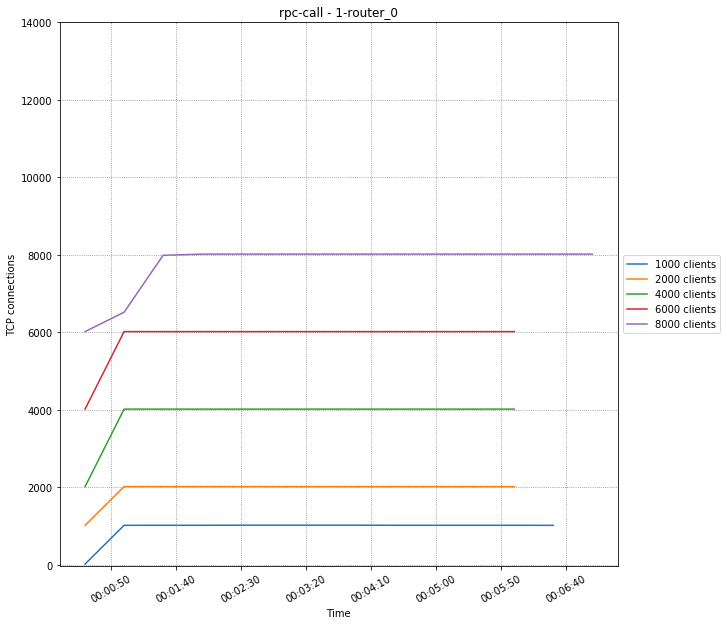 rpc-call - 1-router_0
14000
12000
10000
8000
6000
4000
2000
0
TCP connections
00:00:50
00:01:40
00:02:30
00:03:20
00:04:10
00:05:00
00:05:50
00:06:40
Time
1000 clients
2000 clients
4000 clients
6000 clients
8000 clients